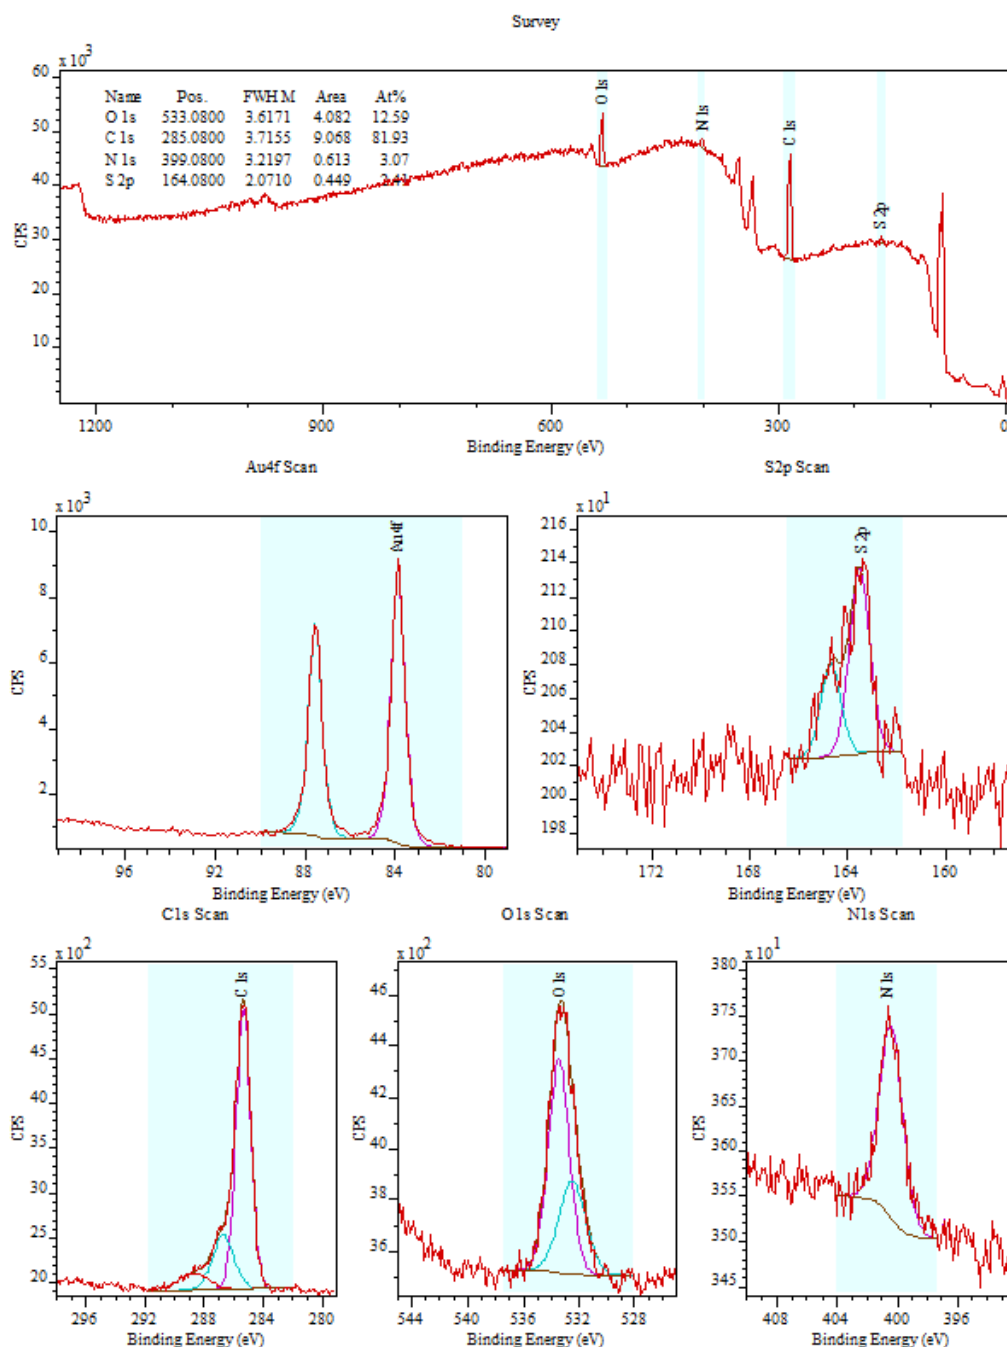 Survey
x 10^3
60
50
40
30
20
10
CPS
Name Pos. FWHM Area At%
O 1s 533.0800 3.6171 4.082 12.59
C 1s 285.0800 3.7155 9.068 81.93
N 1s 399.0800 3.2197 0.613 3.07
S 2p 164.0800 2.0710 0.449 2.41
O 1s
N 1s
C 1s
S 2p
1200 900 600 300 0
Binding Energy (eV)
Au4f Scan
x 10^3
10
8
6
4
2
CPS
Au4f
96 92 88 84 80
Binding Energy (eV)
S2p Scan
x 10^1
216
214
212
210
208
206
204
202
200
198
CPS
S 2p
172 168 164 160
Binding Energy (eV)
C1s Scan
x 10^2
55
50
45
40
35
30
25
20
CPS
C 1s
296 292 288 284 280
Binding Energy (eV)
O1s Scan
x 10^2
46
44
42
40
38
36
CPS
O 1s
544 540 536 532 528
Binding Energy (eV)
N1s Scan
x 10^1
380
375
370
365
360
355
350
345
CPS
N 1s
408 404 400 396
Binding Energy (eV)